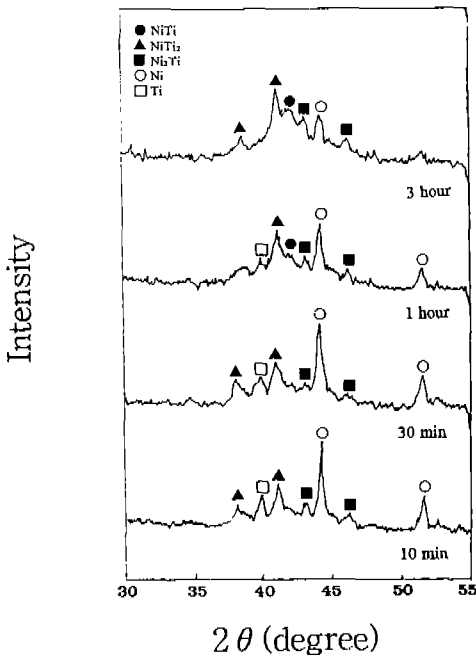 ● NiTi
▲ NiTi₂
■ Ni₃Ti
○ Ni
□ Ti
3 hour
1 hour
30 min
10 min
Intensity
30 35 40 45 50 55
2 θ (degree)